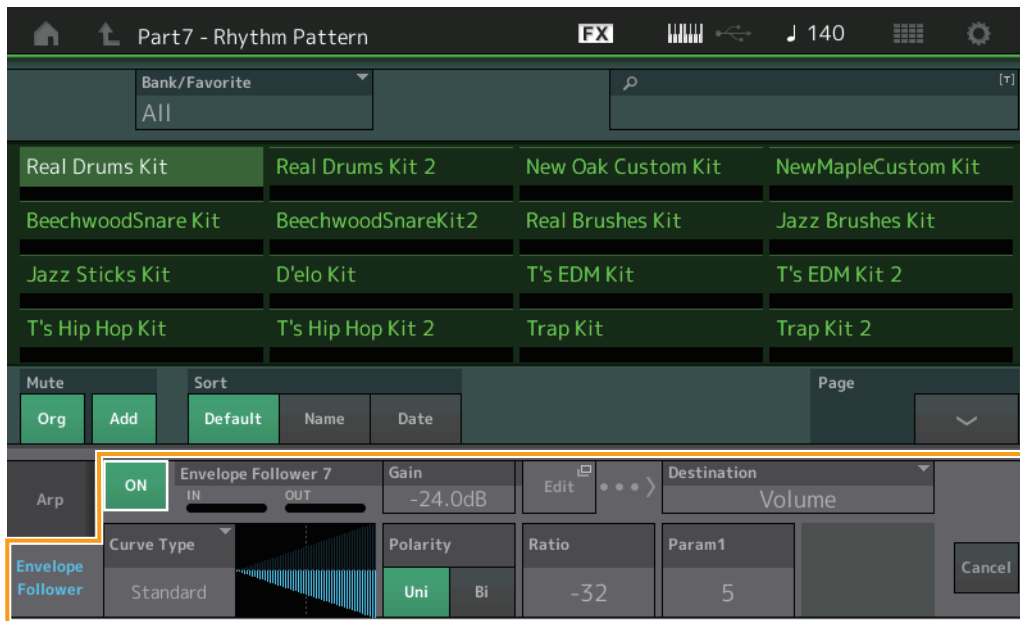 Part7 - Rhythm Pattern FX ♩ 140
Bank/Favorite
All
[T]
Real Drums Kit Real Drums Kit 2 New Oak Custom Kit NewMapleCustom Kit
BeechwoodSnare Kit BeechwoodSnareKit2 Real Brushes Kit Jazz Brushes Kit
Jazz Sticks Kit D'elo Kit T's EDM Kit T's EDM Kit 2
T's Hip Hop Kit T's Hip Hop Kit 2 Trap Kit Trap Kit 2
Mute Sort Page
Org Add Default Name Date
Arp
ON
Envelope Follower 7
IN OUT
Gain
-24.0dB
Edit
Destination
Volume
Envelope
Follower
Curve Type
Standard
Polarity
Uni Bi
Ratio
-32
Param1
5
Cancel